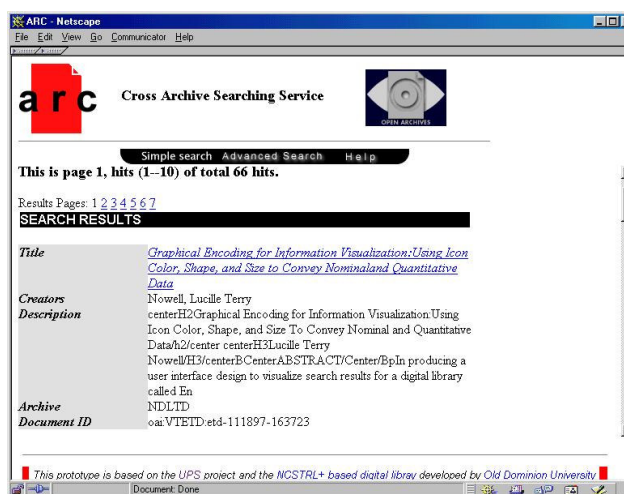 ARC - Netscape
File Edit View Go Communicator Help
arc
Cross Archive Searching Service
OPEN ARCHIVES
Simple search Advanced Search Help
This is page 1, hits (1--10) of total 66 hits.
Results Pages: 1 2 3 4 5 6 7
SEARCH RESULTS
Title Graphical Encoding for Information Visualization:Using Icon
Color, Shape, and Size to Convey Nominaland Quantitative
Data
Creators Nowell, Lucille Terry
Description centerH2Graphical Encoding for Information Visualization:Using
Icon Color, Shape, and Size To Convey Nominal and Quantitative
Data/h2/center centerH3Lucille Terry
Nowell/H3/centerBCenterABSTRACT/Center/BpIn producing a
user interface design to visualize search results for a digital library
called En
Archive NDLTD
Document ID oai:VTETD:etd-111897-163723
This prototype is based on the UPS project and the NCSTRL+ based digital libray developed by Old Dominion University
Document: Done